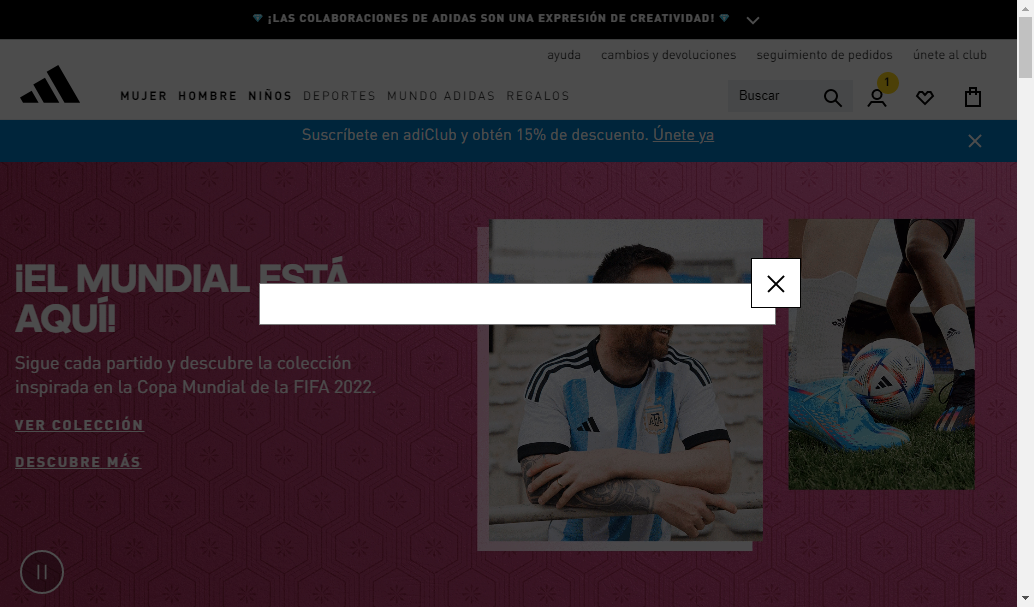 ¡LAS COLABORACIONES DE ADIDAS SON UNA EXPRESIÓN DE CREATIVIDAD!
ayuda cambios y devoluciones seguimiento de pedidos únete al club
MUJER HOMBRE NIÑOS DEPORTES MUNDO ADIDAS REGALOS
Buscar
1
Suscríbete en adiClub y obtén 15% de descuento. Únete ya
¡EL MUNDIAL ESTÁ
AQUÍ!
Sigue cada partido y descubre la colección
inspirada en la Copa Mundial de la FIFA 2022.
VER COLECCIÓN
DESCUBRE MÁS
AFA